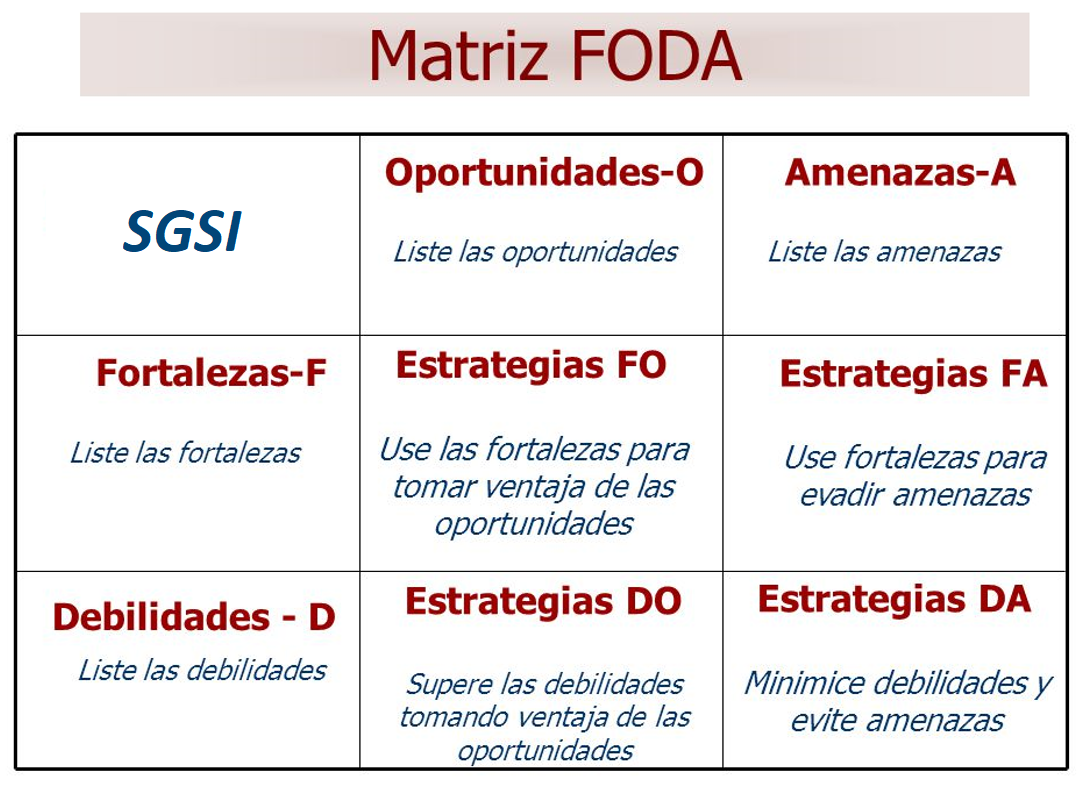 Matriz FODA
SGSI
Oportunidades-O
Liste las oportunidades
Amenazas-A
Liste las amenazas
Fortalezas-F
Liste las fortalezas
Estrategias FO
Use las fortalezas para
tomar ventaja de las
oportunidades
Estrategias FA
Use fortalezas para
evadir amenazas
Debilidades - D
Liste las debilidades
Estrategias DO
Supere las debilidades
tomando ventaja de las
oportunidades
Estrategias DA
Minimice debilidades y
evite amenazas